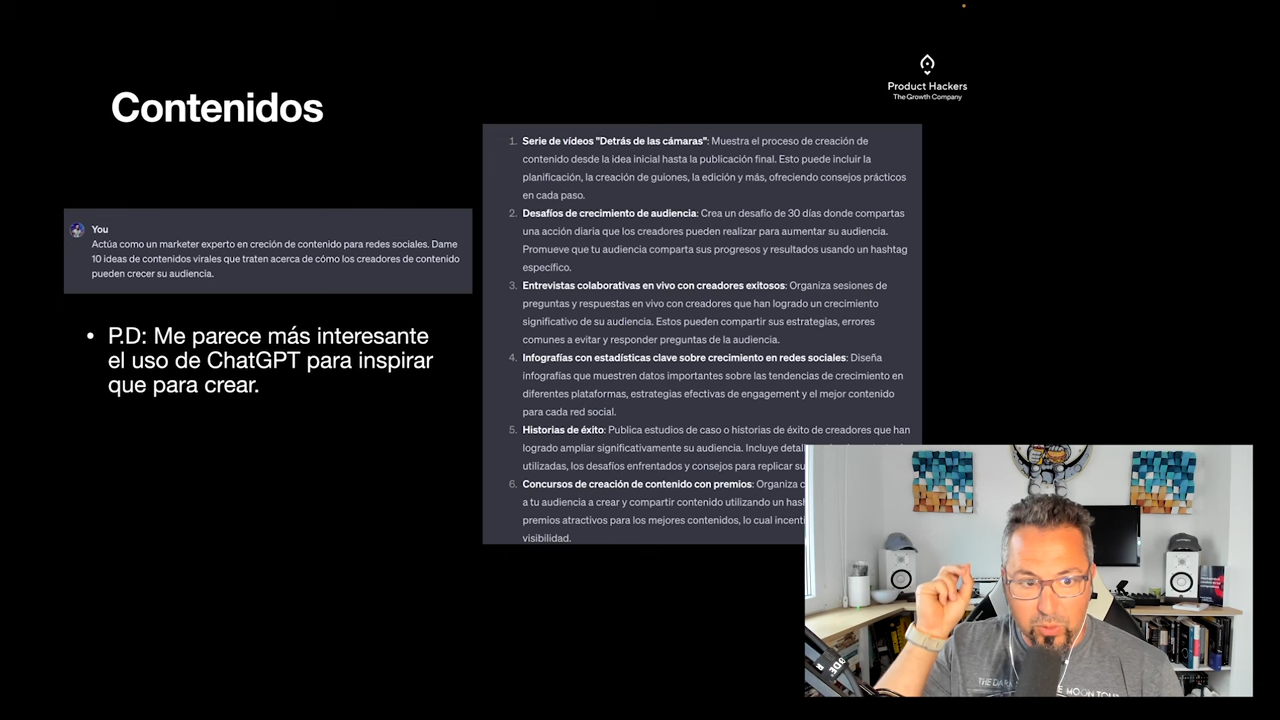 Contenidos
Product Hackers
The Growth Company
You
Actúa como un marketer experto en creción de contenido para redes sociales. Dame
10 ideas de contenidos virales que traten acerca de cómo los creadores de contenido
pueden crecer su audiencia.
• P.D: Me parece más interesante
el uso de ChatGPT para inspirar
que para crear.
1. Serie de vídeos "Detrás de las cámaras": Muestra el proceso de creación de
contenido desde la idea inicial hasta la publicación final. Esto puede incluir la
planificación, la creación de guiones, la edición y más, ofreciendo consejos prácticos
en cada paso.
2. Desafíos de crecimiento de audiencia: Crea un desafío de 30 días donde compartas
una acción diaria que los creadores pueden realizar para aumentar su audiencia.
Promueve que tu audiencia comparta sus progresos y resultados usando un hashtag
específico.
3. Entrevistas colaborativas en vivo con creadores exitosos: Organiza sesiones de
preguntas y respuestas en vivo con creadores que han logrado un crecimiento
significativo de su audiencia. Estos pueden compartir sus estrategias, errores
comunes a evitar y responder preguntas de la audiencia.
4. Infografías con estadísticas clave sobre crecimiento en redes sociales: Diseña
infografías que muestren datos importantes sobre las tendencias de crecimiento en
diferentes plataformas, estrategias efectivas de engagement y el mejor contenido
para cada red social.
5. Historias de éxito: Publica estudios de caso o historias de éxito de creadores que han
logrado ampliar significativamente su audiencia. Incluye
utilizadas, los desafíos enfrentados y consejos para replicar
6. Concursos de creación de contenido con premios: Organiza
a tu audiencia a crear y compartir contenido utilizando un
premios atractivos para los mejores contenidos, lo cual
visibilidad.
THE DARK
MOON TOUR